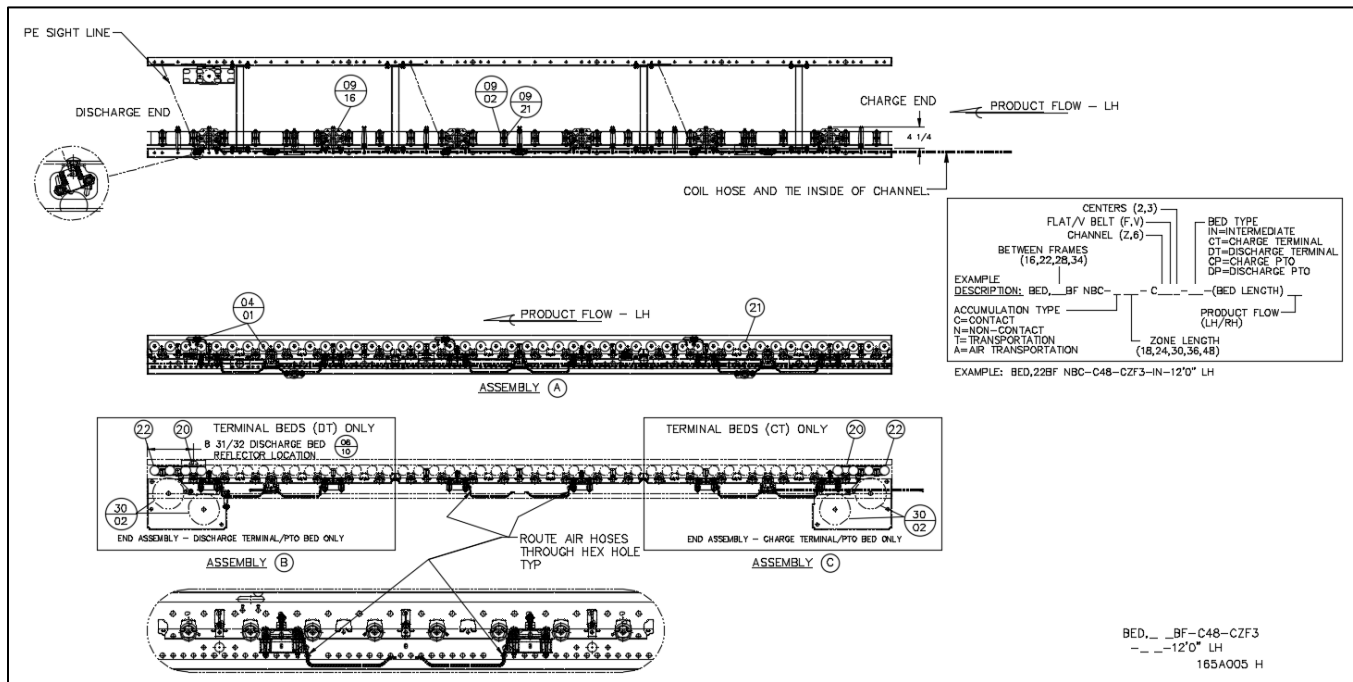 PE SIGHT LINE
DISCHARGE END
09
16
09
02
09
21
CHARGE END
PRODUCT FLOW - LH
4 1/4
COIL HOSE AND TIE INSIDE OF CHANNEL.
CENTERS (2,3)
FLAT/V BELT (F,V)
CHANNEL (Z,6)
BETWEEN FRAMES
(16,22,28,34)
BED TYPE
IN=INTERMEDIATE
CT=CHARGE TERMINAL
DT=DISCHARGE TERMINAL
CP=CHARGE PTO
DP=DISCHARGE PTO
EXAMPLE
DESCRIPTION: BED,__BF NBC-_ __-C___-__-(BED LENGTH) __
ACCUMULATION TYPE
C=CONTACT
N=NON-CONTACT
T=TRANSPORTATION
A=AIR TRANSPORTATION
ZONE LENGTH
(18,24,30,36,48)
PRODUCT FLOW
(LH/RH)
EXAMPLE: BED,22BF NBC-C48-CZF3-IN-12'0" LH
04
01
PRODUCT FLOW - LH
21
ASSEMBLY A
TERMINAL BEDS (DT) ONLY
22
20
B 31/32 DISCHARGE BED
REFLECTOR LOCATION
06
10
30
02
END ASSEMBLY - DISCHARGE TERMINAL/PTO BED ONLY
ASSEMBLY B
ROUTE AIR HOSES
THROUGH HEX HOLE
TYP
TERMINAL BEDS (CT) ONLY
20
22
30
02
END ASSEMBLY - CHARGE TERMINAL/PTO BED ONLY
ASSEMBLY C
BED,_ _BF-C48-CZF3
-_ _-12'0" LH
165A005 H